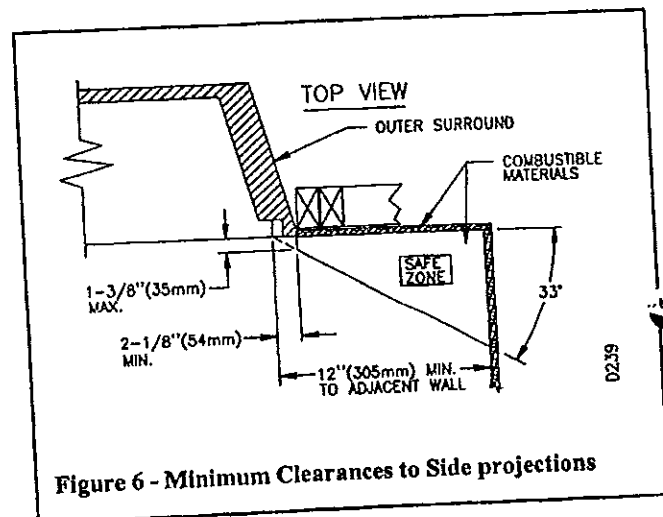 TOP VIEW
OUTER SURROUND
COMBUSTIBLE
MATERIALS
SAFE
ZONE
33°
1-3/8"(35mm)
MAX.
2-1/8"(54mm)
MIN.
12"(305mm) MIN.
TO ADJACENT WALL
D239
Figure 6 - Minimum Clearances to Side projections